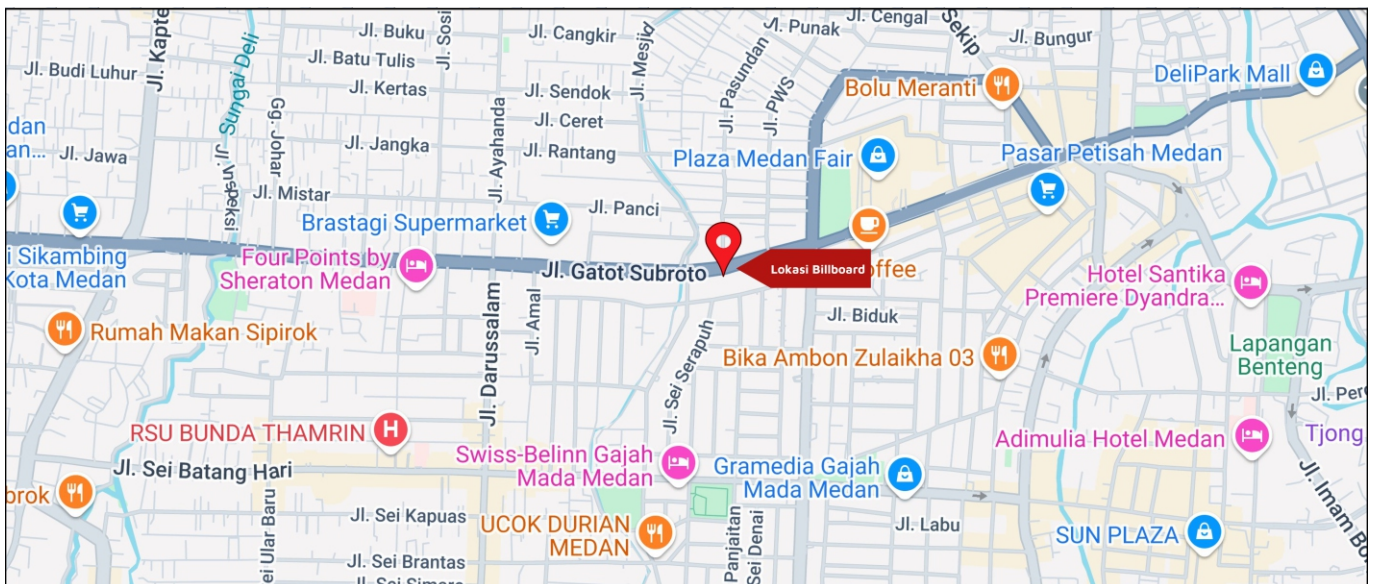 Jl. Kapte
Jl. Buku
Jl. Sosi
Jl. Cangkir
Jl. Mesjid
Jl. Punak
Jl. Cengal
Sekip
Jl. Bungur
Jl. Budi Luhur
Sungai Deli
Jl. Batu Tulis
Jl. Kertas
Jl. Sendok
Jl. Pasundan
Jl. PWS
Bolu Meranti
DeliPark Mall
dan
an...
Jl. Jawa
Gg. Johar
Jl. Ceret
Jl. Jangka
Jl. Ayahanda
Jl. Rantang
Plaza Medan Fair
Pasar Petisah Medan
Jl. Inspeksi
Jl. Mistar
Jl. Panci
Brastagi Supermarket
i Sikambing
Kota Medan
Four Points by
Sheraton Medan
Jl. Gatot Subroto
Lokasi Billboard
offee
Hotel Santika
Premiere Dyandra...
Rumah Makan Sipirok
Jl. Darussalam
Jl. Amal
Jl. Sei Serapuh
Jl. Biduk
Bika Ambon Zulaikha 03
Lapangan
Benteng
Jl. Per
RSU BUNDA THAMRIN
H
Adimulia Hotel Medan
Tjong
Jl. Sei Batang Hari
Swiss-Belinn Gajah
Mada Medan
Gramedia Gajah
Mada Medan
Jl. Imam Bo
brok
ei Ular Baru
Jl. Sei Kapuas
UCOK DURIAN
MEDAN
Panjaitan
Sei Denai
Jl. Labu
SUN PLAZA
Jl. Sei Brantas